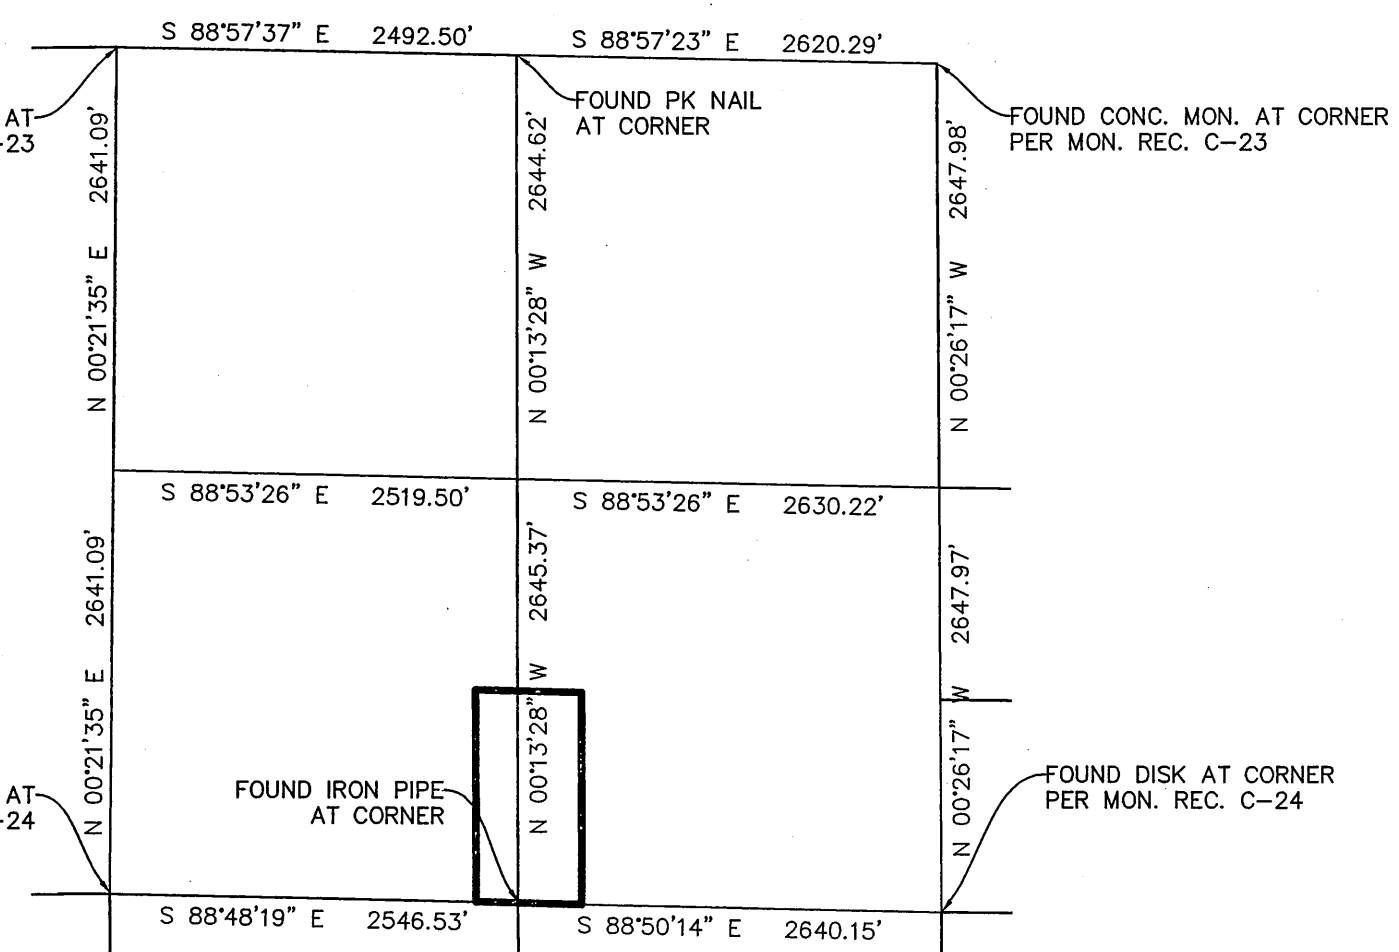 S 88°57'37" E 2492.50'
S 88°57'23" E 2620.29'
AT
-23
FOUND PK NAIL
AT CORNER
FOUND CONC. MON. AT CORNER
PER MON. REC. C-23
N 00°21'35" E 2641.09'
N 00°13'28" W 2644.62'
N 00°26'17" W 2647.98'
S 88°53'26" E 2519.50'
S 88°53'26" E 2630.22'
N 00°21'35" E 2641.09'
N 00°13'28" W 2645.37'
N 00°26'17" W 2647.97'
AT
-24
FOUND IRON PIPE
AT CORNER
FOUND DISK AT CORNER
PER MON. REC. C-24
S 88°48'19" E 2546.53'
S 88°50'14" E 2640.15'